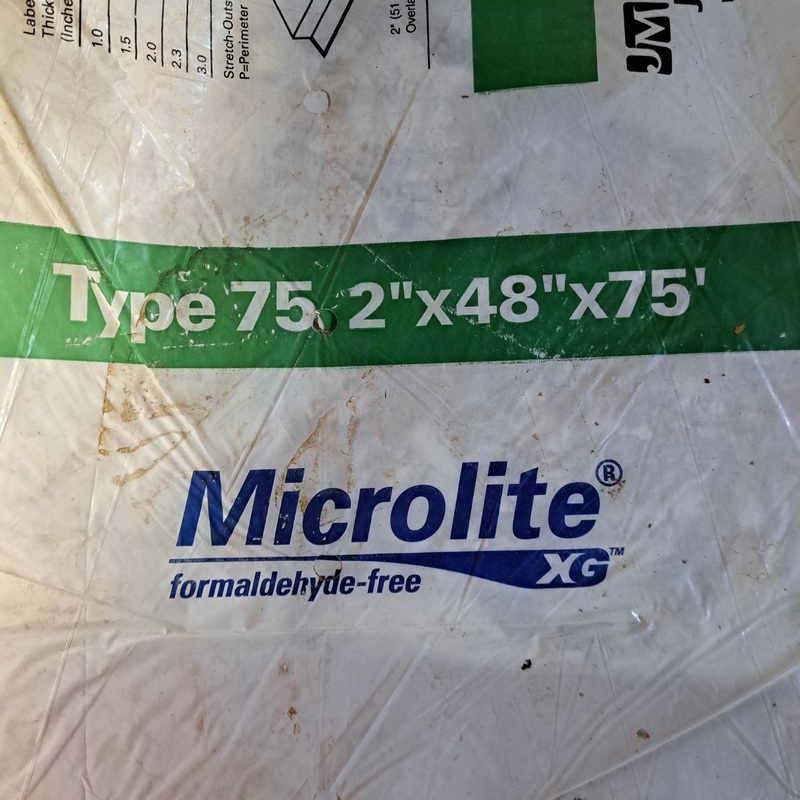 Labe
Thick
(Inche
1.0
1.5
2.0
2.3
3.0
Stretch-Outs
P=Perimeter
2" (51
Overla
JM
Type 75, 2"x48"x75'
Microlite®
XG™
formaldehyde-free